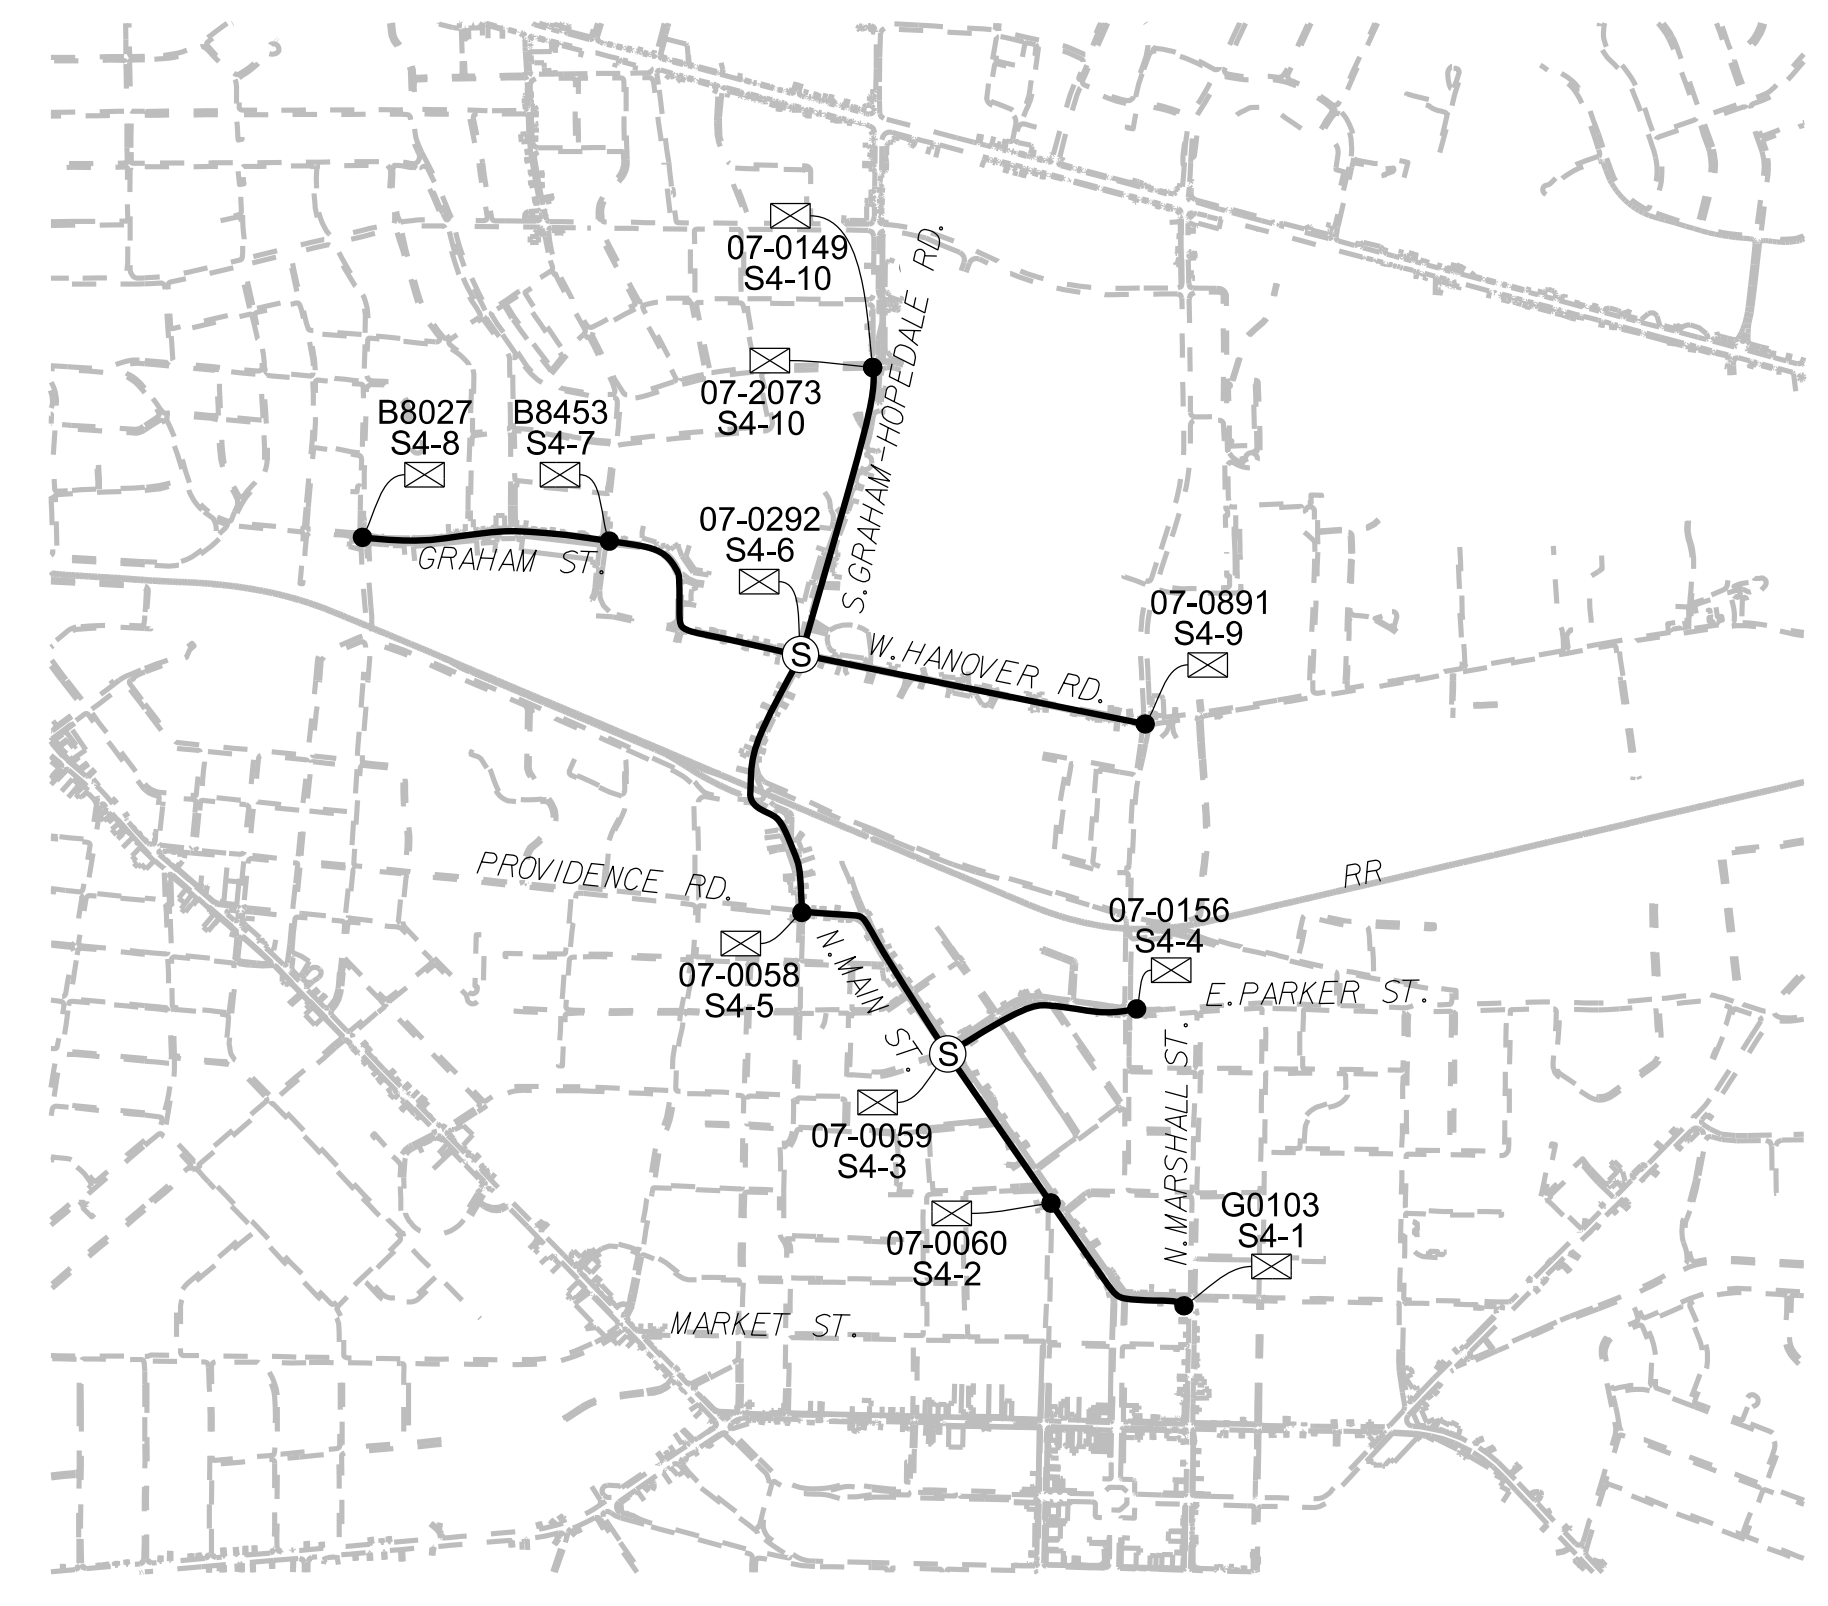 07-0149
S4-10
S.GRAHAM-HOPEDALE RD.
07-2073
S4-10
B8027
S4-8
B8453
S4-7
07-0292
S4-6
GRAHAM ST.
07-0891
S4-9
S
W.HANOVER RD.
PROVIDENCE RD.
RR
07-0156
S4-4
07-0058
S4-5
N.MAIN ST.
E.PARKER ST.
S
N.MARSHALL ST.
07-0059
S4-3
G0103
S4-1
07-0060
S4-2
MARKET ST.